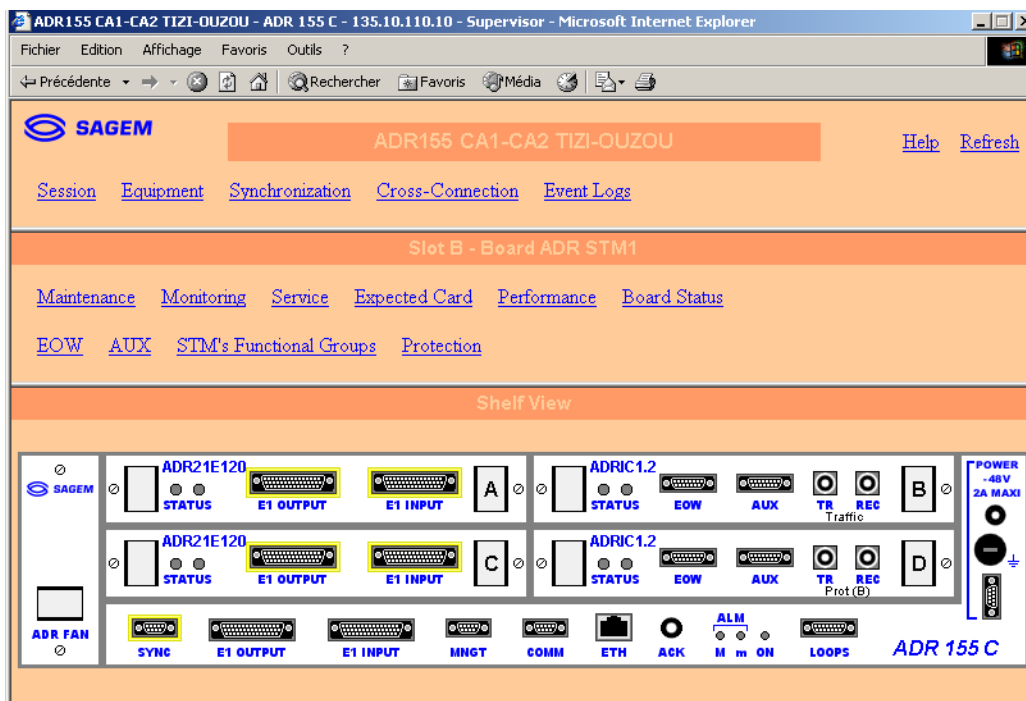 ADR155 CA1-CA2 TIZI-OUZOU - ADR 155 C - 135.10.110.10 - Supervisor - Microsoft Internet Explorer
Fichier Edition Affichage Favoris Outils ?
Précédente Rechercher Favoris Média
SAGEM ADR155 CA1-CA2 TIZI-OUZOU Help Refresh
Session Equipment Synchronization Cross-Connection Event Logs
Slot B - Board ADR STM1
Maintenance Monitoring Service Expected Card Performance Board Status
EOW AUX STM's Functional Groups Protection
Shelf View
SAGEM
ADR FAN
ADR21E120
STATUS E1 OUTPUT E1 INPUT A
ADRIC1.2
STATUS EOW AUX TR REC B
Traffic
ADR21E120
STATUS E1 OUTPUT E1 INPUT C
ADRIC1.2
STATUS EOW AUX TR REC D
Prot (B)
POWER
-48V
2A MAXI
ALM
SYNC E1 OUTPUT E1 INPUT MNGT COMM ETH ACK M m ON LOOPS
ADR 155 C